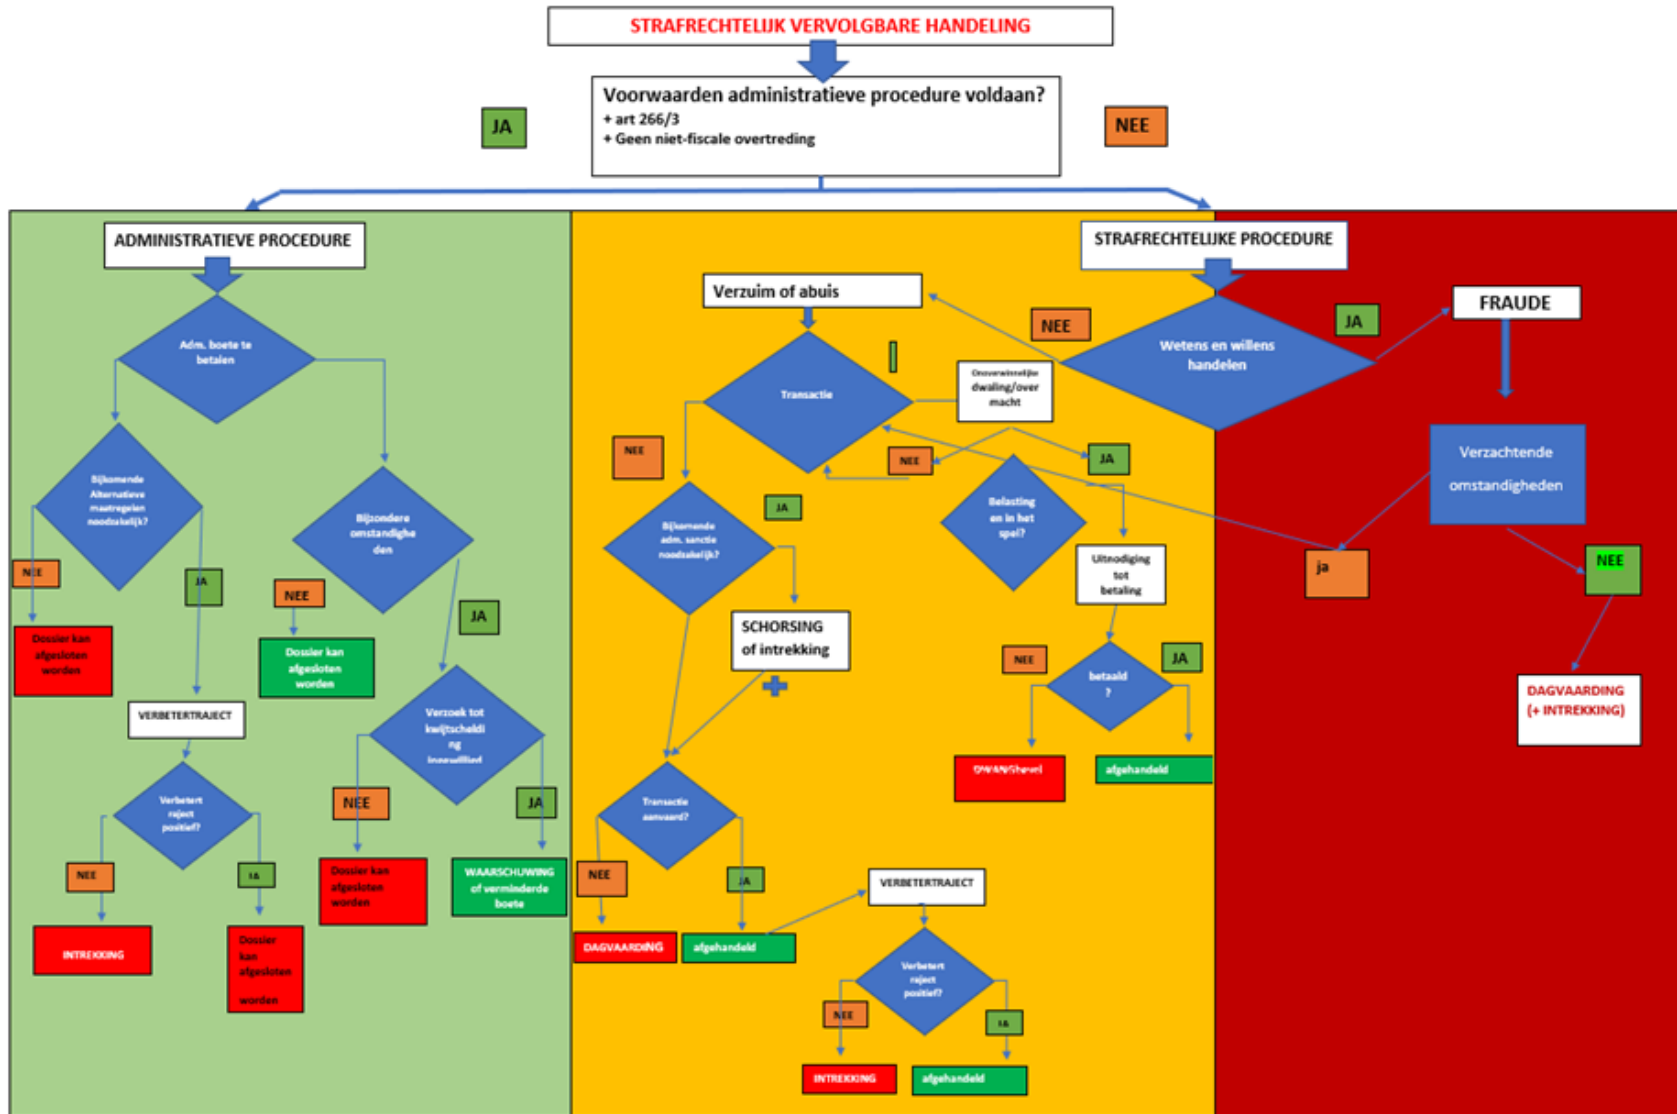 STRAFRECHTELIJK VERVOLGBARE HANDELING
Voorwaarden administratieve procedure voldaan?
+ art 266/3
+ Geen niet-fiscale overtreding
JA
NEE
ADMINISTRATIEVE PROCEDURE
Adm. boete te
betalen
Bijkomende
Alternatieve
maatregelen
noodzakelijk?
NEE
JA
Dossier kan
afgesloten
worden
VERBETERTRAJECT
Verbetert
raject
positief?
NEE
JA
INTREKKING
Dossier
kan
afgesloten
worden
Bijzondere
omstandighe
den
NEE
JA
Dossier kan
afgesloten
worden
Verzoek tot
kwijtscheldi
ng
ingewilligd
NEE
JA
Dossier kan
afgesloten
worden
WAARSCHUWING
of verminderde
boete
STRAFRECHTELIJKE PROCEDURE
Wetens en willens
handelen
NEE
JA
Verzuim of abuis
Transactie
Onoverwinnelijke
dwaling/over
macht
NEE
JA
NEE
JA
Bijkomende
adm. sanctie
noodzakelijk?
SCHORSING
of intrekking
Belasting
en in het
spel?
Uitnodiging
tot
betaling
betaald
?
NEE
JA
DWANGbevel
afgehandeld
Transactie
aanvaard?
NEE
JA
DAGVAARDING
afgehandeld
VERBETERTRAJECT
Verbetert
raject
positief?
NEE
JA
INTREKKING
afgehandeld
FRAUDE
Verzachtende
omstandigheden
ja
NEE
DAGVAARDING
(+ INTREKKING)